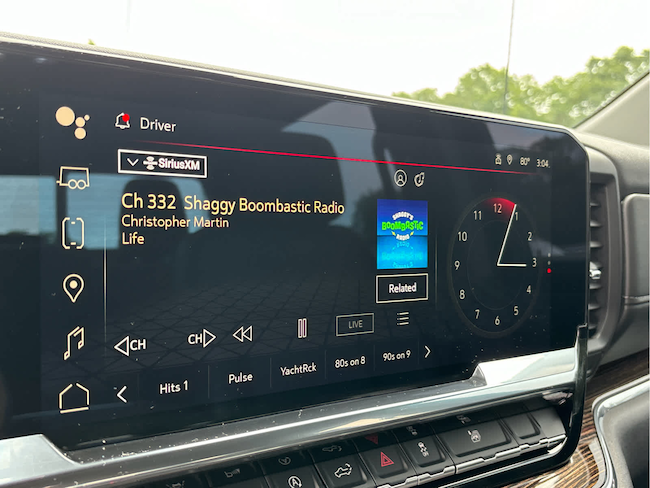 Driver
80° 3:04
SiriusXM
Ch 332 Shaggy Boombastic Radio
Christopher Martin
Life
SHAGGY'S
BOOMBASTIC
RADIO
Related
12
1
2
3
4
5
6
7
8
9
10
11
CH CH LIVE
Hits 1 Pulse YachtRck 80s on 8 90s on 9